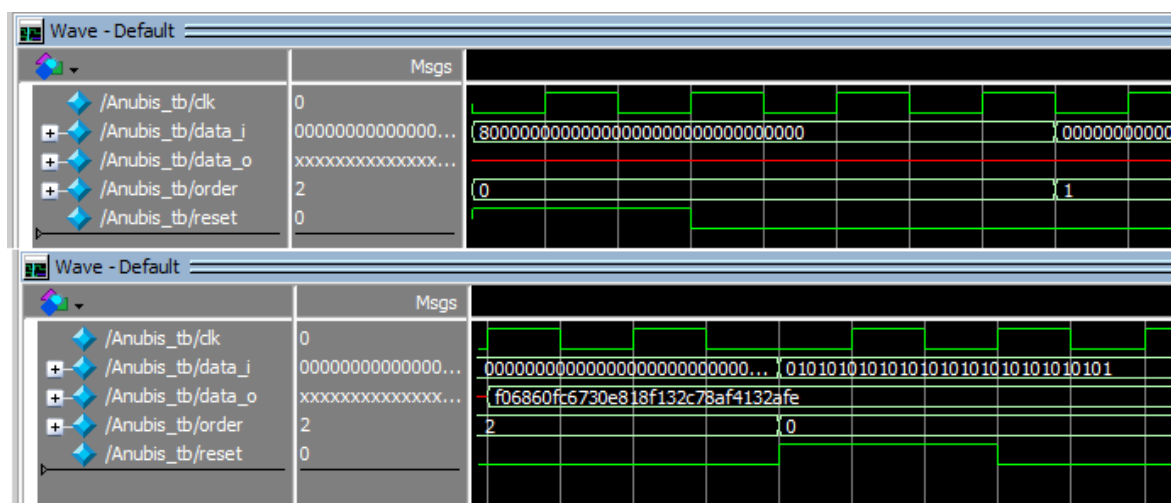 Wave - Default
Msgs
/Anubis_tb/clk 0
/Anubis_tb/data_i 00000000000000... 80000000000000000000000000000000 000000000000
/Anubis_tb/data_o xxxxxxxxxxxxxx...
/Anubis_tb/order 2 0 1
/Anubis_tb/reset 0
Wave - Default
Msgs
/Anubis_tb/clk 0
/Anubis_tb/data_i 00000000000000... 00000000000000000000000000... 01010101010101010101010101010101
/Anubis_tb/data_o xxxxxxxxxxxxxx... f06860fc6730e818f132c78af4132afe
/Anubis_tb/order 2 2 0
/Anubis_tb/reset 0